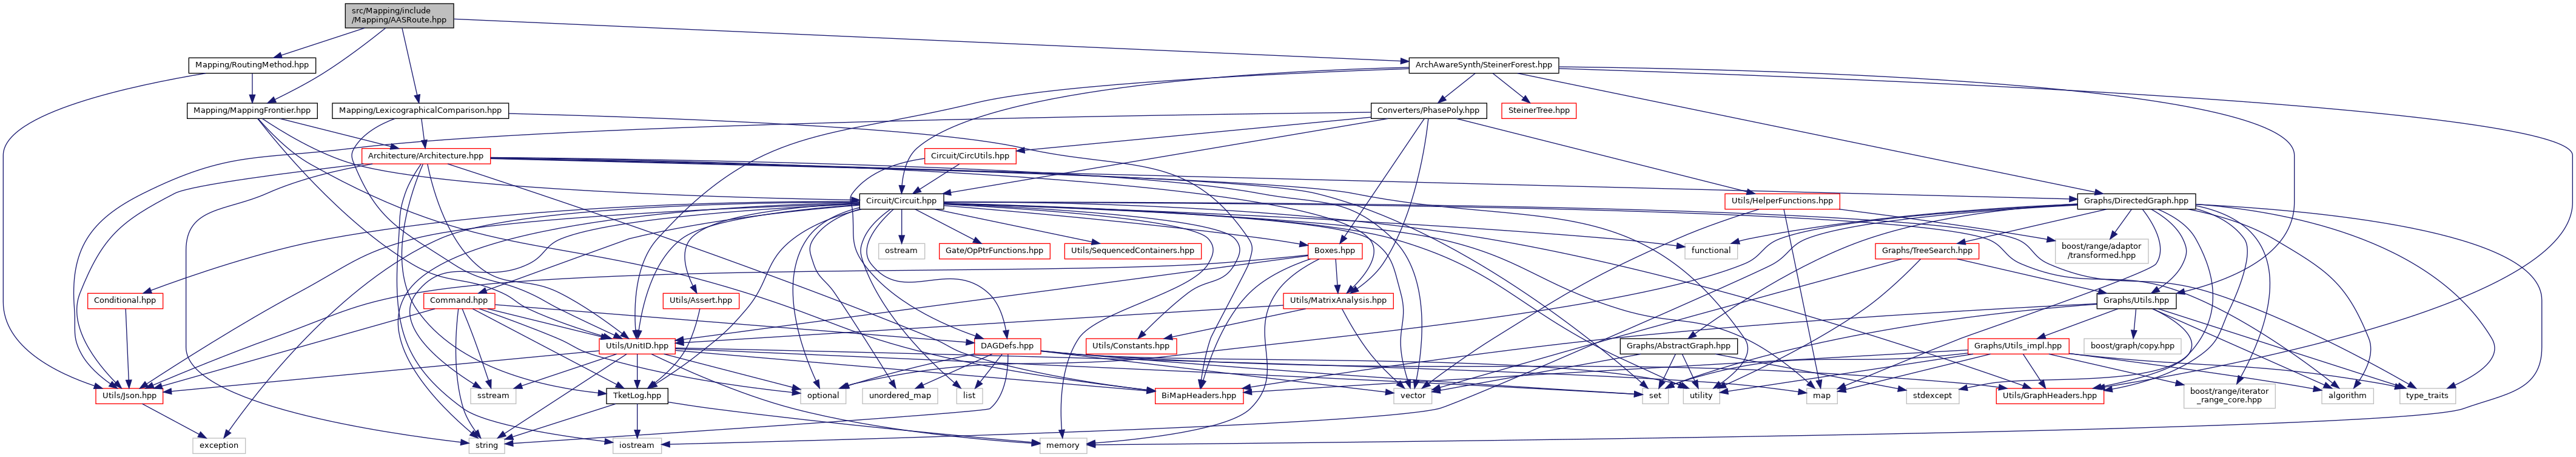 src/Mapping/include
/Mapping/AASRoute.hpp
Mapping/RoutingMethod.hpp
ArchAwareSynth/SteinerForest.hpp
Mapping/MappingFrontier.hpp
Mapping/LexicographicalComparison.hpp
Converters/PhasePoly.hpp
SteinerTree.hpp
Architecture/Architecture.hpp
Circuit/CircUtils.hpp
Circuit/Circuit.hpp
Utils/HelperFunctions.hpp
Graphs/DirectedGraph.hpp
ostream
Gate/OpPtrFunctions.hpp
Utils/SequencedContainers.hpp
Boxes.hpp
functional
Graphs/TreeSearch.hpp
boost/range/adaptor
/transformed.hpp
Conditional.hpp
Command.hpp
Utils/Assert.hpp
Utils/MatrixAnalysis.hpp
Graphs/Utils.hpp
Utils/UnitID.hpp
DAGDefs.hpp
Utils/Constants.hpp
Graphs/AbstractGraph.hpp
Graphs/Utils_impl.hpp
boost/graph/copy.hpp
Utils/Json.hpp
sstream
TketLog.hpp
optional
unordered_map
list
BiMapHeaders.hpp
vector
set
utility
map
stdexcept
Utils/GraphHeaders.hpp
boost/range/iterator
_range_core.hpp
algorithm
type_traits
exception
string
iostream
memory